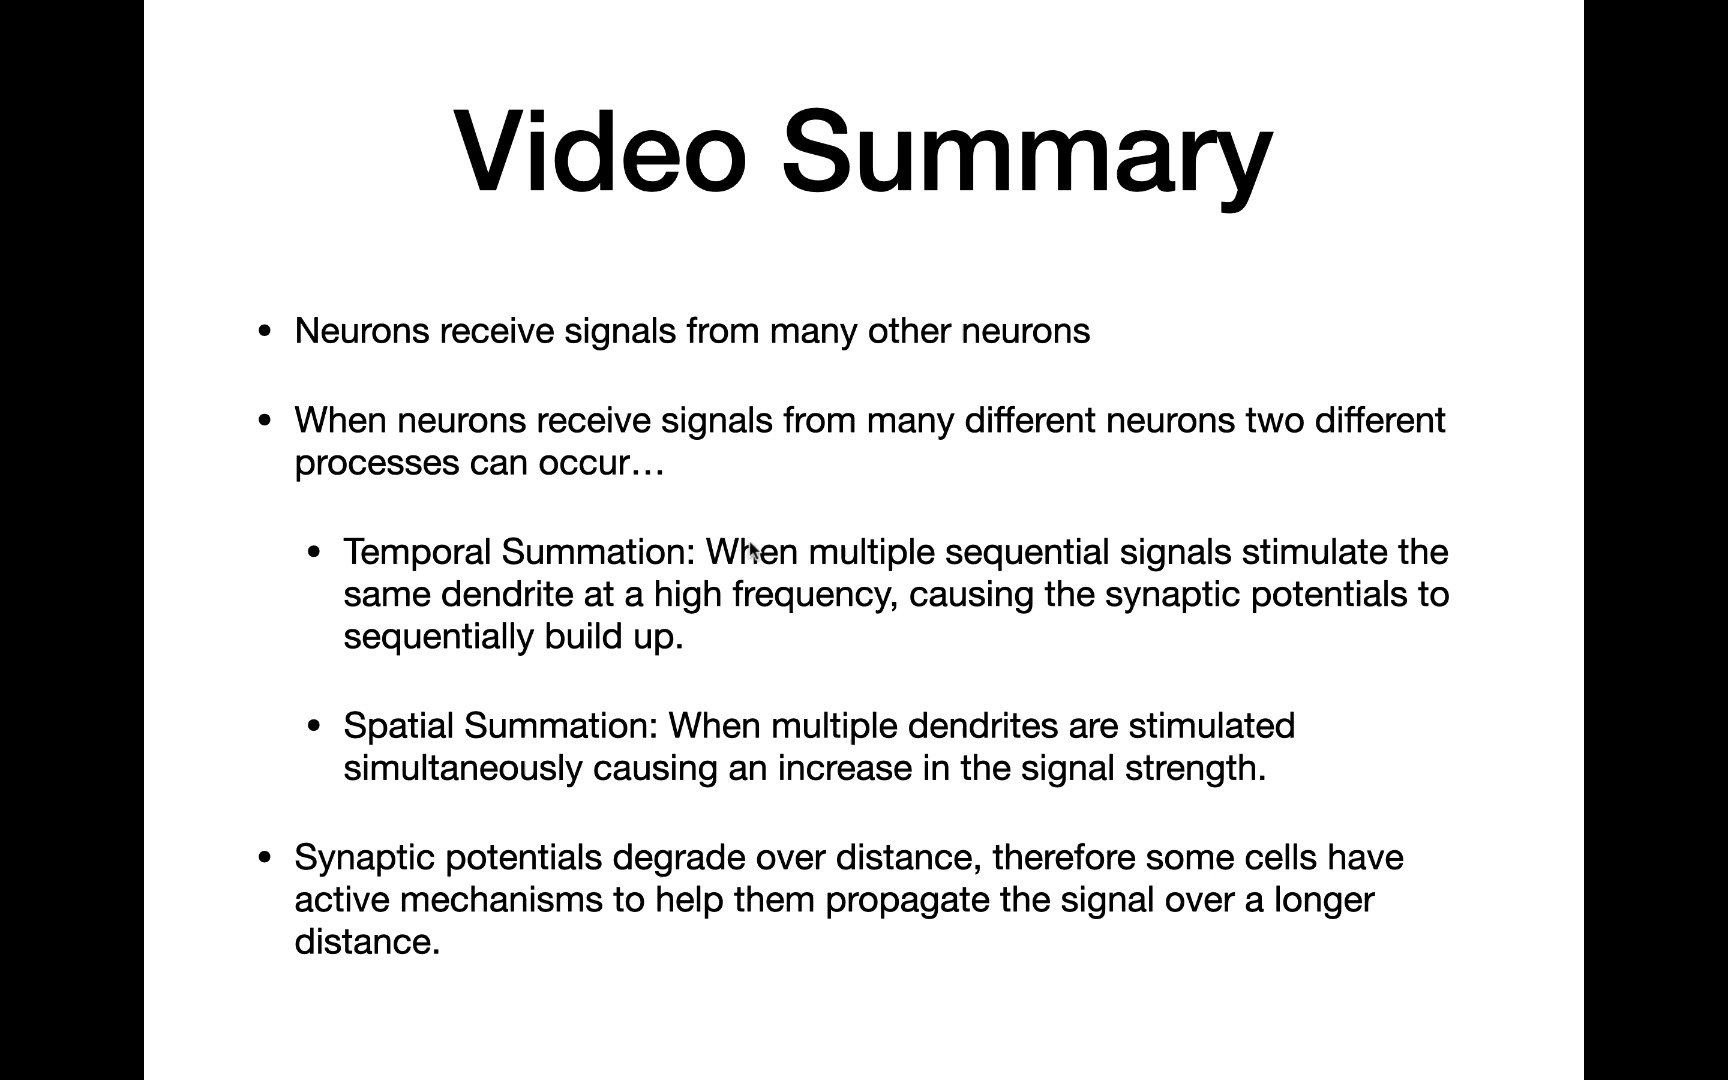 Video Summary
• Neurons receive signals from many other neurons
• When neurons receive signals from many different neurons two different
processes can occur…
• Temporal Summation: When multiple sequential signals stimulate the
same dendrite at a high frequency, causing the synaptic potentials to
sequentially build up.
• Spatial Summation: When multiple dendrites are stimulated
simultaneously causing an increase in the signal strength.
• Synaptic potentials degrade over distance, therefore some cells have
active mechanisms to help them propagate the signal over a longer
distance.